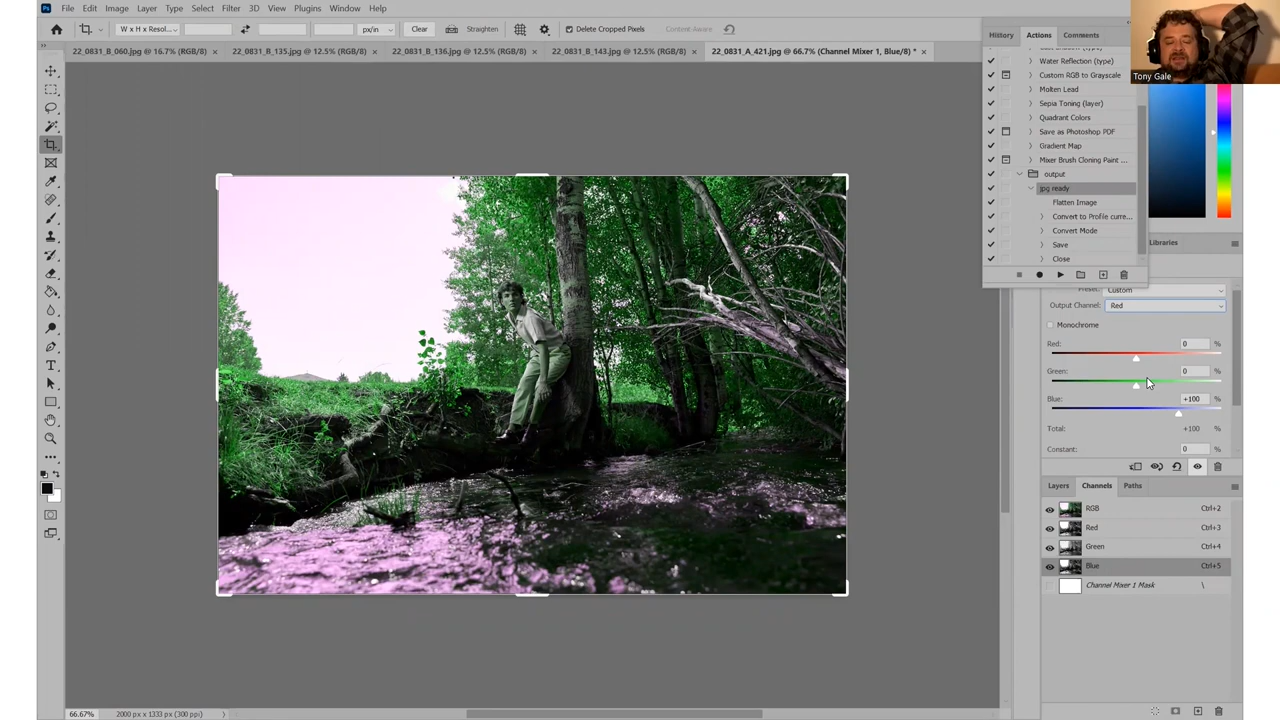 Ps File Edit Image Layer Type Select Filter 3D View Plugins Window Help
W x H x Resol... px/in Clear Straighten Delete Cropped Pixels Content Aware
22_0831_B_060.jpg @ 16.7% (RGB/8) × 22_0831_B_135.jpg @ 12.5% (RGB/8) × 22_0831_B_136.jpg @ 12.5% (RGB/8) × 22_0831_B_143.jpg @ 12.5% (RGB/8) × 22_0831_A_421.jpg @ 66.7% (Channel Mixer 1, Blue/8) * ×
History Actions Comments
Water Reflection (type)
Custom RGB to Grayscale
Molten Lead
Sepia Toning (layer)
Quadrant Colors
Save as Photoshop PDF
Gradient Map
Mixer Brush Cloning Paint ...
output
jpg ready
Flatten Image
Convert to Profile curre...
Convert Mode
Save
Close
Tony Gale
Libraries
Preset: Custom
Output Channel: Red
Monochrome
Red: 0 %
Green: 0 %
Blue: +100 %
Total: +100 %
Constant: 0 %
Layers Channels Paths
RGB Ctrl+2
Red Ctrl+3
Green Ctrl+4
Blue Ctrl+5
Channel Mixer 1 Mask \
66.67% 2000 px x 1333 px (300 ppi)